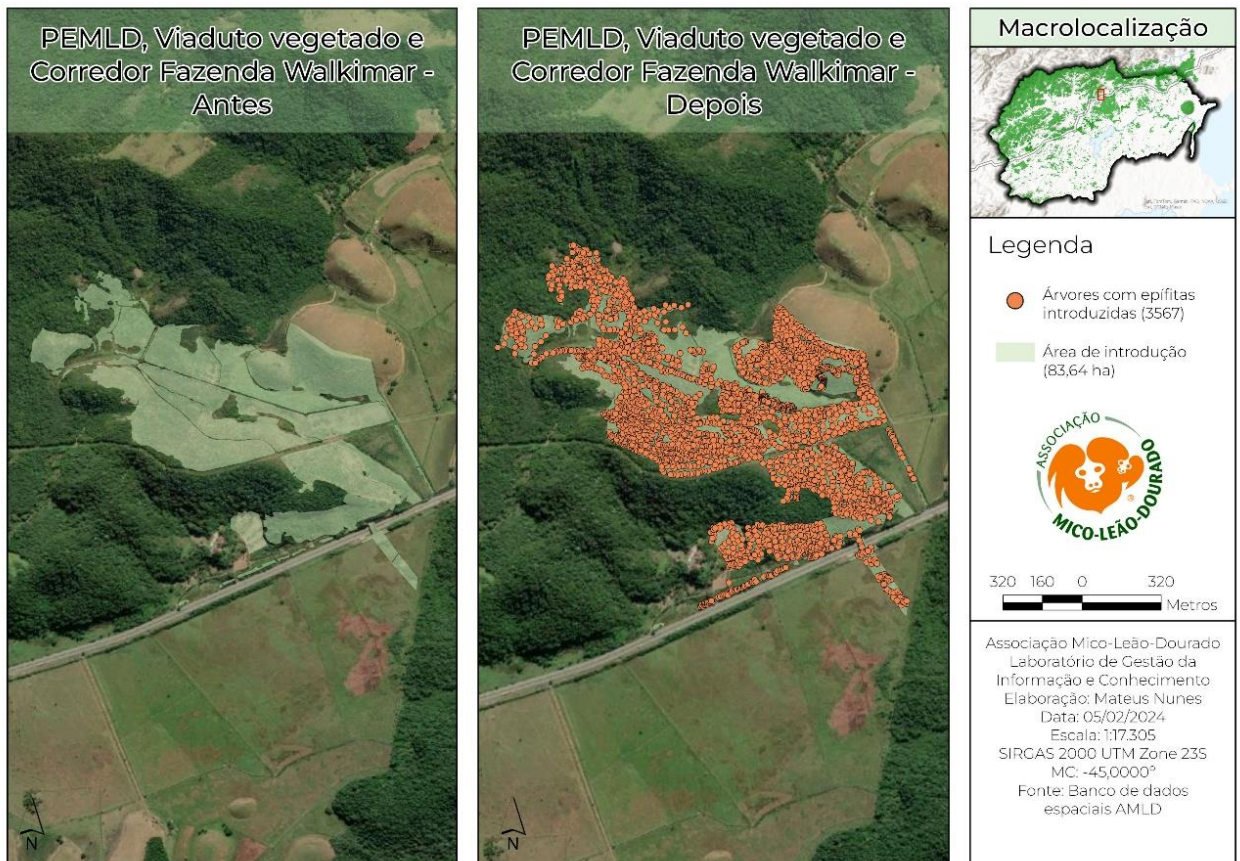 PEMLD, Viaduto vegetado e
Corredor Fazenda Walkimar -
Antes
N
PEMLD, Viaduto vegetado e
Corredor Fazenda Walkimar -
Depois
N
Macrolocalização
Legenda
Árvores com epífitas
introduzidas (3567)
Área de introdução
(83,64 ha)
ASSOCIAÇÃO
MICO-LEÃO-DOURADO
®
320 160 0 320
Metros
Associação Mico-Leão-Dourado
Laboratório de Gestão da
Informação e Conhecimento
Elaboração: Mateus Nunes
Data: 05/02/2024
Escala: 1:17.305
SIRGAS 2000 UTM Zone 23S
MC: -45,0000°
Fonte: Banco de dados
espaciais AMLD